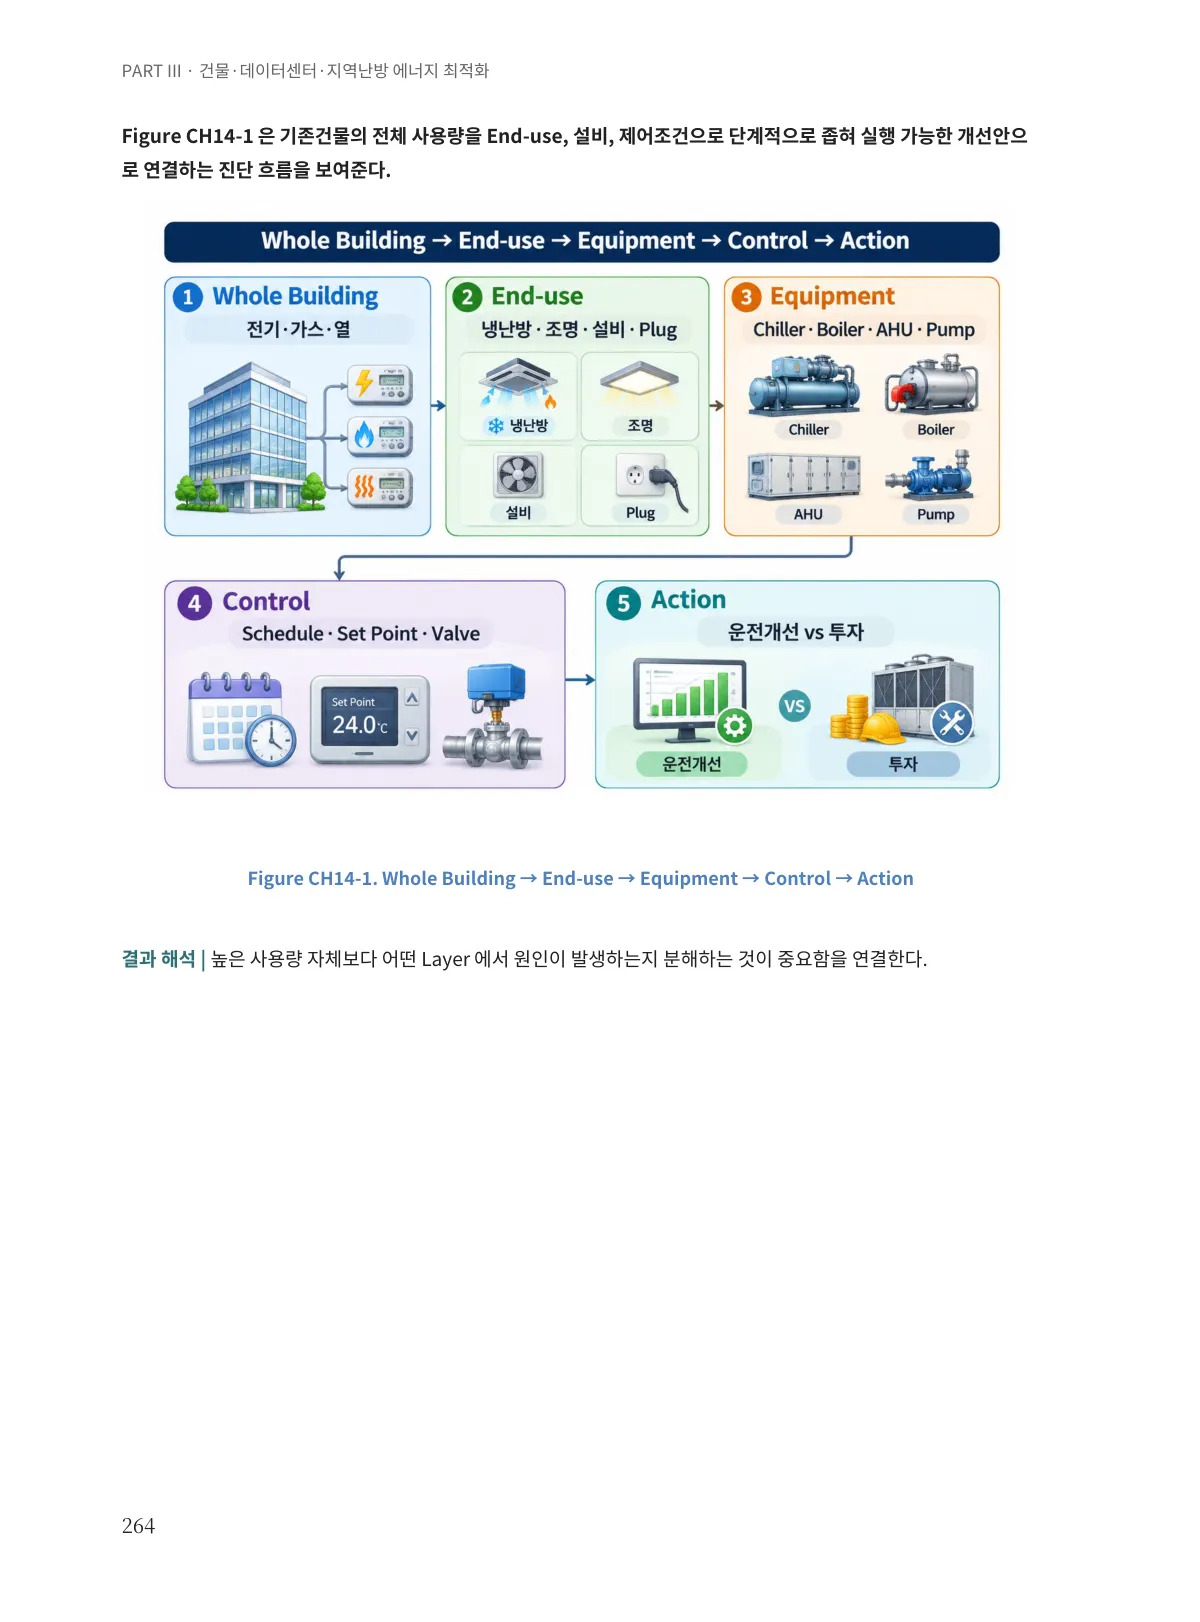 PART III · 건물·데이터센터·지역난방 에너지 최적화
Figure CH14-1 은 기존건물의 전체 사용량을 End-use, 설비, 제어조건으로 단계적으로 좁혀 실행 가능한 개선안으
로 연결하는 진단 흐름을 보여준다.
Whole Building → End-use → Equipment → Control → Action
1 Whole Building
전기·가스·열
2 End-use
냉난방 · 조명 · 설비 · Plug
냉난방
조명
설비
Plug
3 Equipment
Chiller · Boiler · AHU · Pump
Chiller
Boiler
AHU
Pump
4 Control
Schedule · Set Point · Valve
Set Point
24.0°C
5 Action
운전개선 vs 투자
VS
운전개선
투자
Figure CH14-1. Whole Building → End-use → Equipment → Control → Action
결과 해석 | 높은 사용량 자체보다 어떤 Layer 에서 원인이 발생하는지 분해하는 것이 중요함을 연결한다.
264